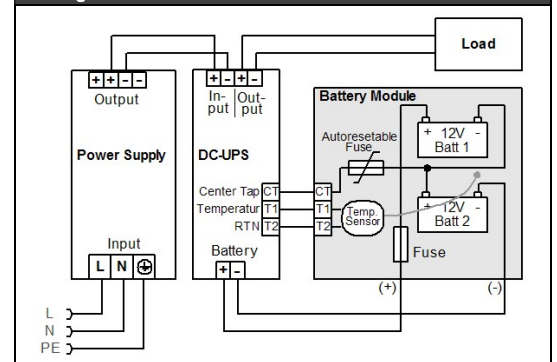 Load
+ + - -
Output
+ - + -
In- Out-
put put
Battery Module
+ 12V -
Batt 1
Autoresetable
Fuse
Power Supply
DC-UPS
Center Tap CT CT
Temperatur T1 T1
RTN T2 T2
Temp.
Sensor
+ 12V -
Batt 2
Input
L N
Battery
+ -
Fuse
(+) (-)
L
N
PE